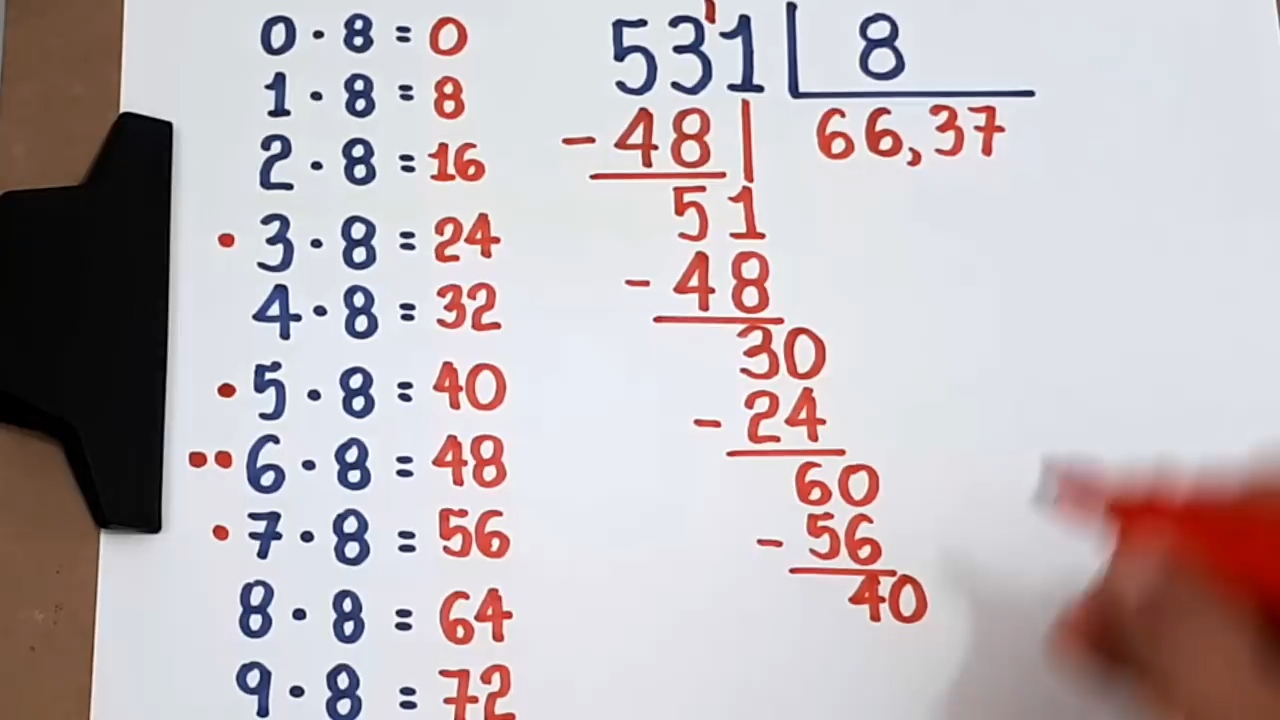 0 · 8 = 0
1 · 8 = 8
2 · 8 = 16
• 3 · 8 = 24
4 · 8 = 32
• 5 · 8 = 40
•• 6 · 8 = 48
• 7 · 8 = 56
8 · 8 = 64
9 · 8 = 72
531 8
- 48 66,37
51
- 48
30
- 24
60
- 56
40